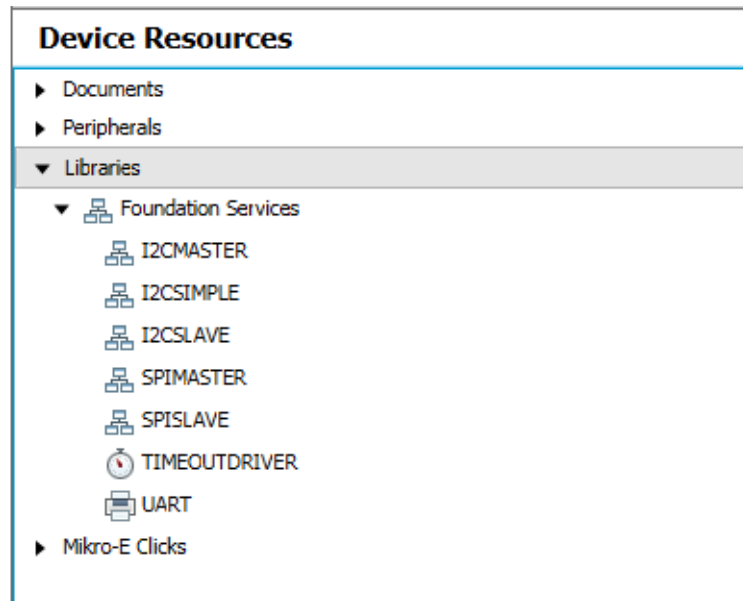 Device Resources
Documents
Peripherals
Libraries
Foundation Services
I2CMASTER
I2CSIMPLE
I2CSLAVE
SPIMASTER
SPISLAVE
TIMEOUTDRIVER
UART
Mikro-E Clicks